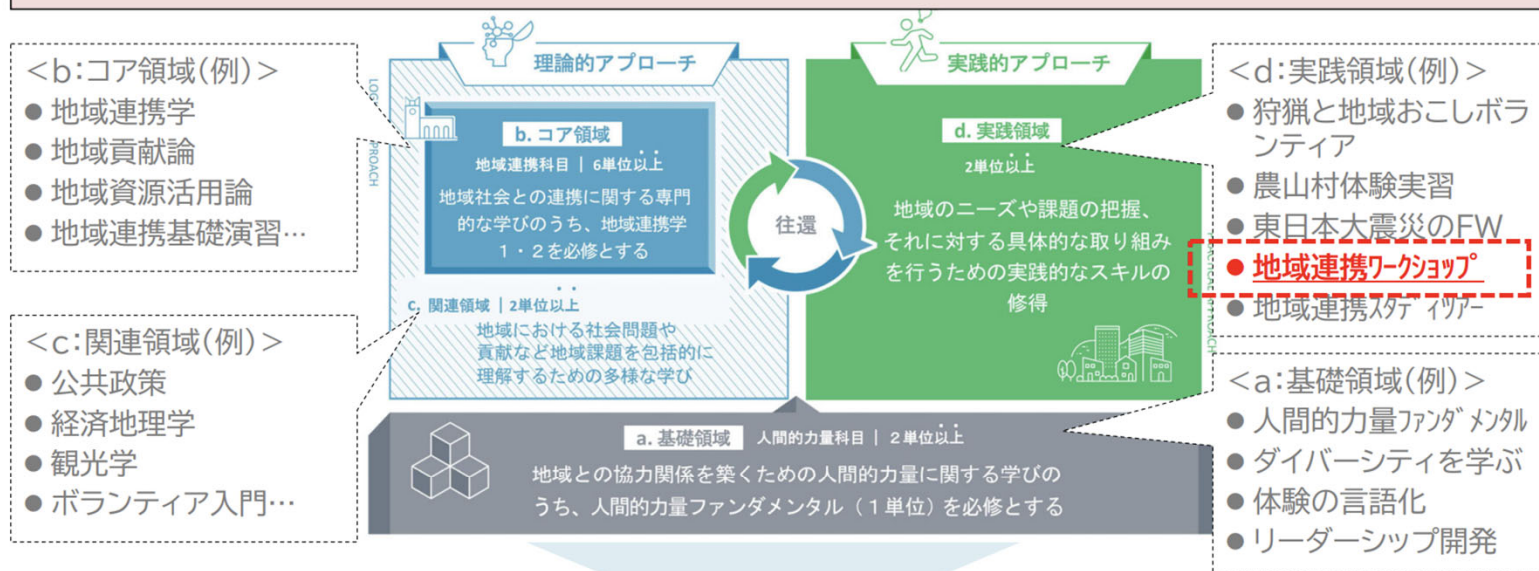 <b:コア領域(例)>
● 地域連携学
● 地域貢献論
● 地域資源活用論
● 地域連携基礎演習…
<c:関連領域(例)>
● 公共政策
● 経済地理学
● 観光学
● ボランティア入門…
理論的アプローチ
b. コア領域
地域連携科目 | 6単位以上
地域社会との連携に関する専門
的な学びのうち、地域連携学
1・2を必修とする
c. 関連領域 | 2単位以上
地域における社会問題や
貢献など地域課題を包括的に
理解するための多様な学び
往還
実践的アプローチ
d. 実践領域
2単位以上
地域のニーズや課題の把握、
それに対する具体的な取り組み
を行うための実践的なスキルの
修得
a. 基礎領域 人間的力量科目 | 2単位以上
地域との協力関係を築くための人間的力量に関する学びの
うち、人間的力量ファンダメンタル(1単位)を必修とする
<d:実践領域(例)>
● 狩猟と地域おこしボラ
ンティア
● 農山村体験実習
● 東日本大震災のFW
● 地域連携ワークショップ
● 地域連携スタディツアー
<a:基礎領域(例)>
● 人間的力量ファンダメンタル
● ダイバーシティを学ぶ
● 体験の言語化
● リーダーシップ開発